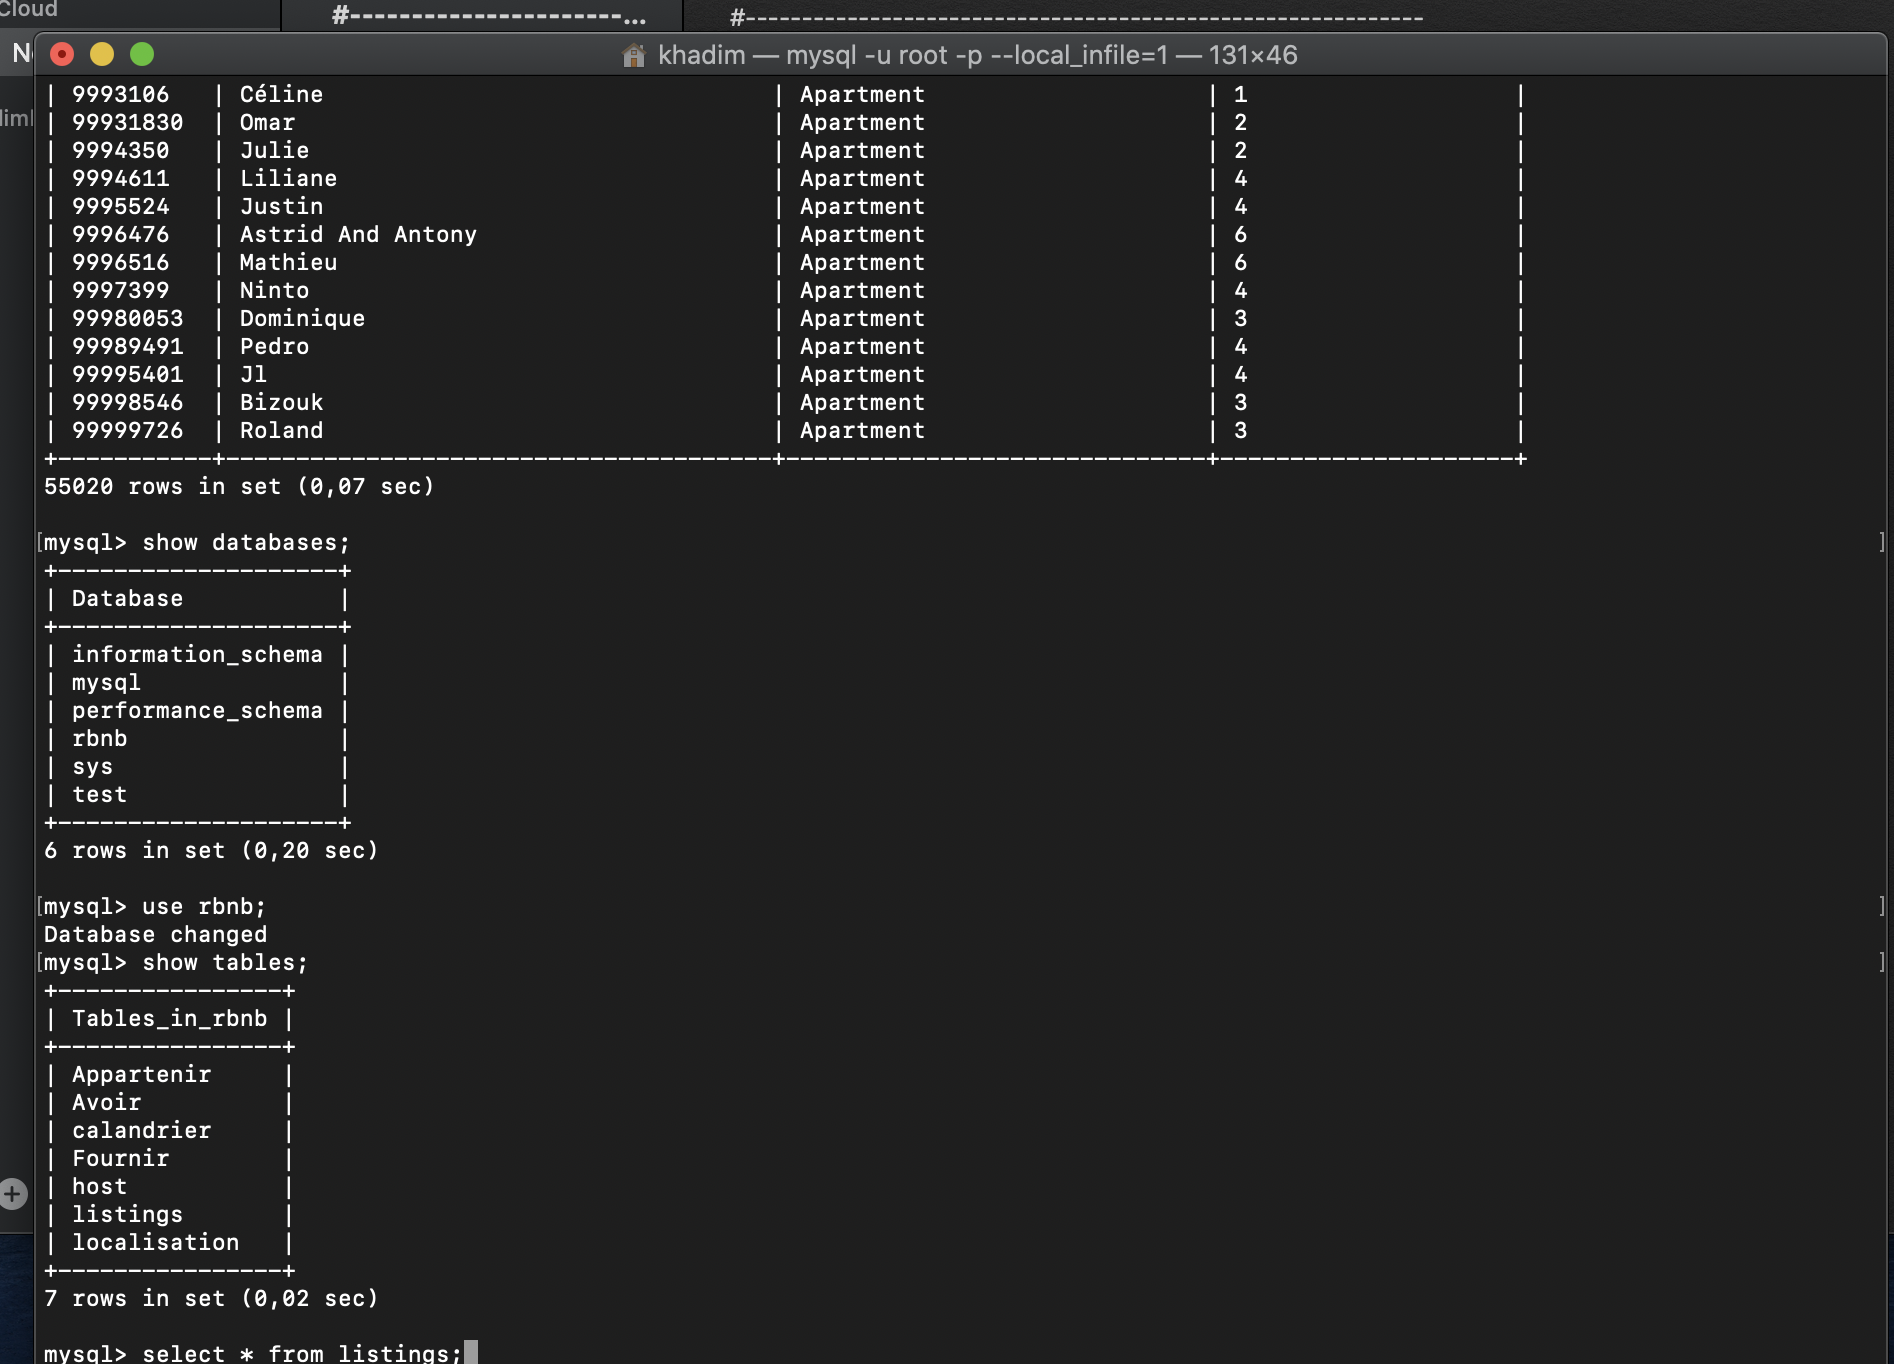 Cloud
#----------------------...
#------------------------------------------------------------
khadim — mysql -u root -p --local_infile=1 — 131×46
| 9993106   | Céline                                | Apartment                    | 1                   |
| 99931830  | Omar                                  | Apartment                    | 2                   |
| 9994350   | Julie                                 | Apartment                    | 2                   |
| 9994611   | Liliane                               | Apartment                    | 4                   |
| 9995524   | Justin                                | Apartment                    | 4                   |
| 9996476   | Astrid And Antony                     | Apartment                    | 6                   |
| 9996516   | Mathieu                               | Apartment                    | 6                   |
| 9997399   | Ninto                                 | Apartment                    | 4                   |
| 99980053  | Dominique                             | Apartment                    | 3                   |
| 99989491  | Pedro                                 | Apartment                    | 4                   |
| 99995401  | Jl                                    | Apartment                    | 4                   |
| 99998546  | Bizouk                                | Apartment                    | 3                   |
| 99999726  | Roland                                | Apartment                    | 3                   |
+-----------+---------------------------------------+------------------------------+---------------------+
55020 rows in set (0,07 sec)
[mysql> show databases; ]
+--------------------+
| Database           |
+--------------------+
| information_schema |
| mysql              |
| performance_schema |
| rbnb               |
| sys                |
| test               |
+--------------------+
6 rows in set (0,20 sec)
[mysql> use rbnb; ]
Database changed
[mysql> show tables; ]
+----------------+
| Tables_in_rbnb |
+----------------+
| Appartenir     |
| Avoir          |
| calandrier     |
| Fournir        |
| host           |
| listings       |
| localisation   |
+----------------+
7 rows in set (0,02 sec)
mysql> select * from listings;